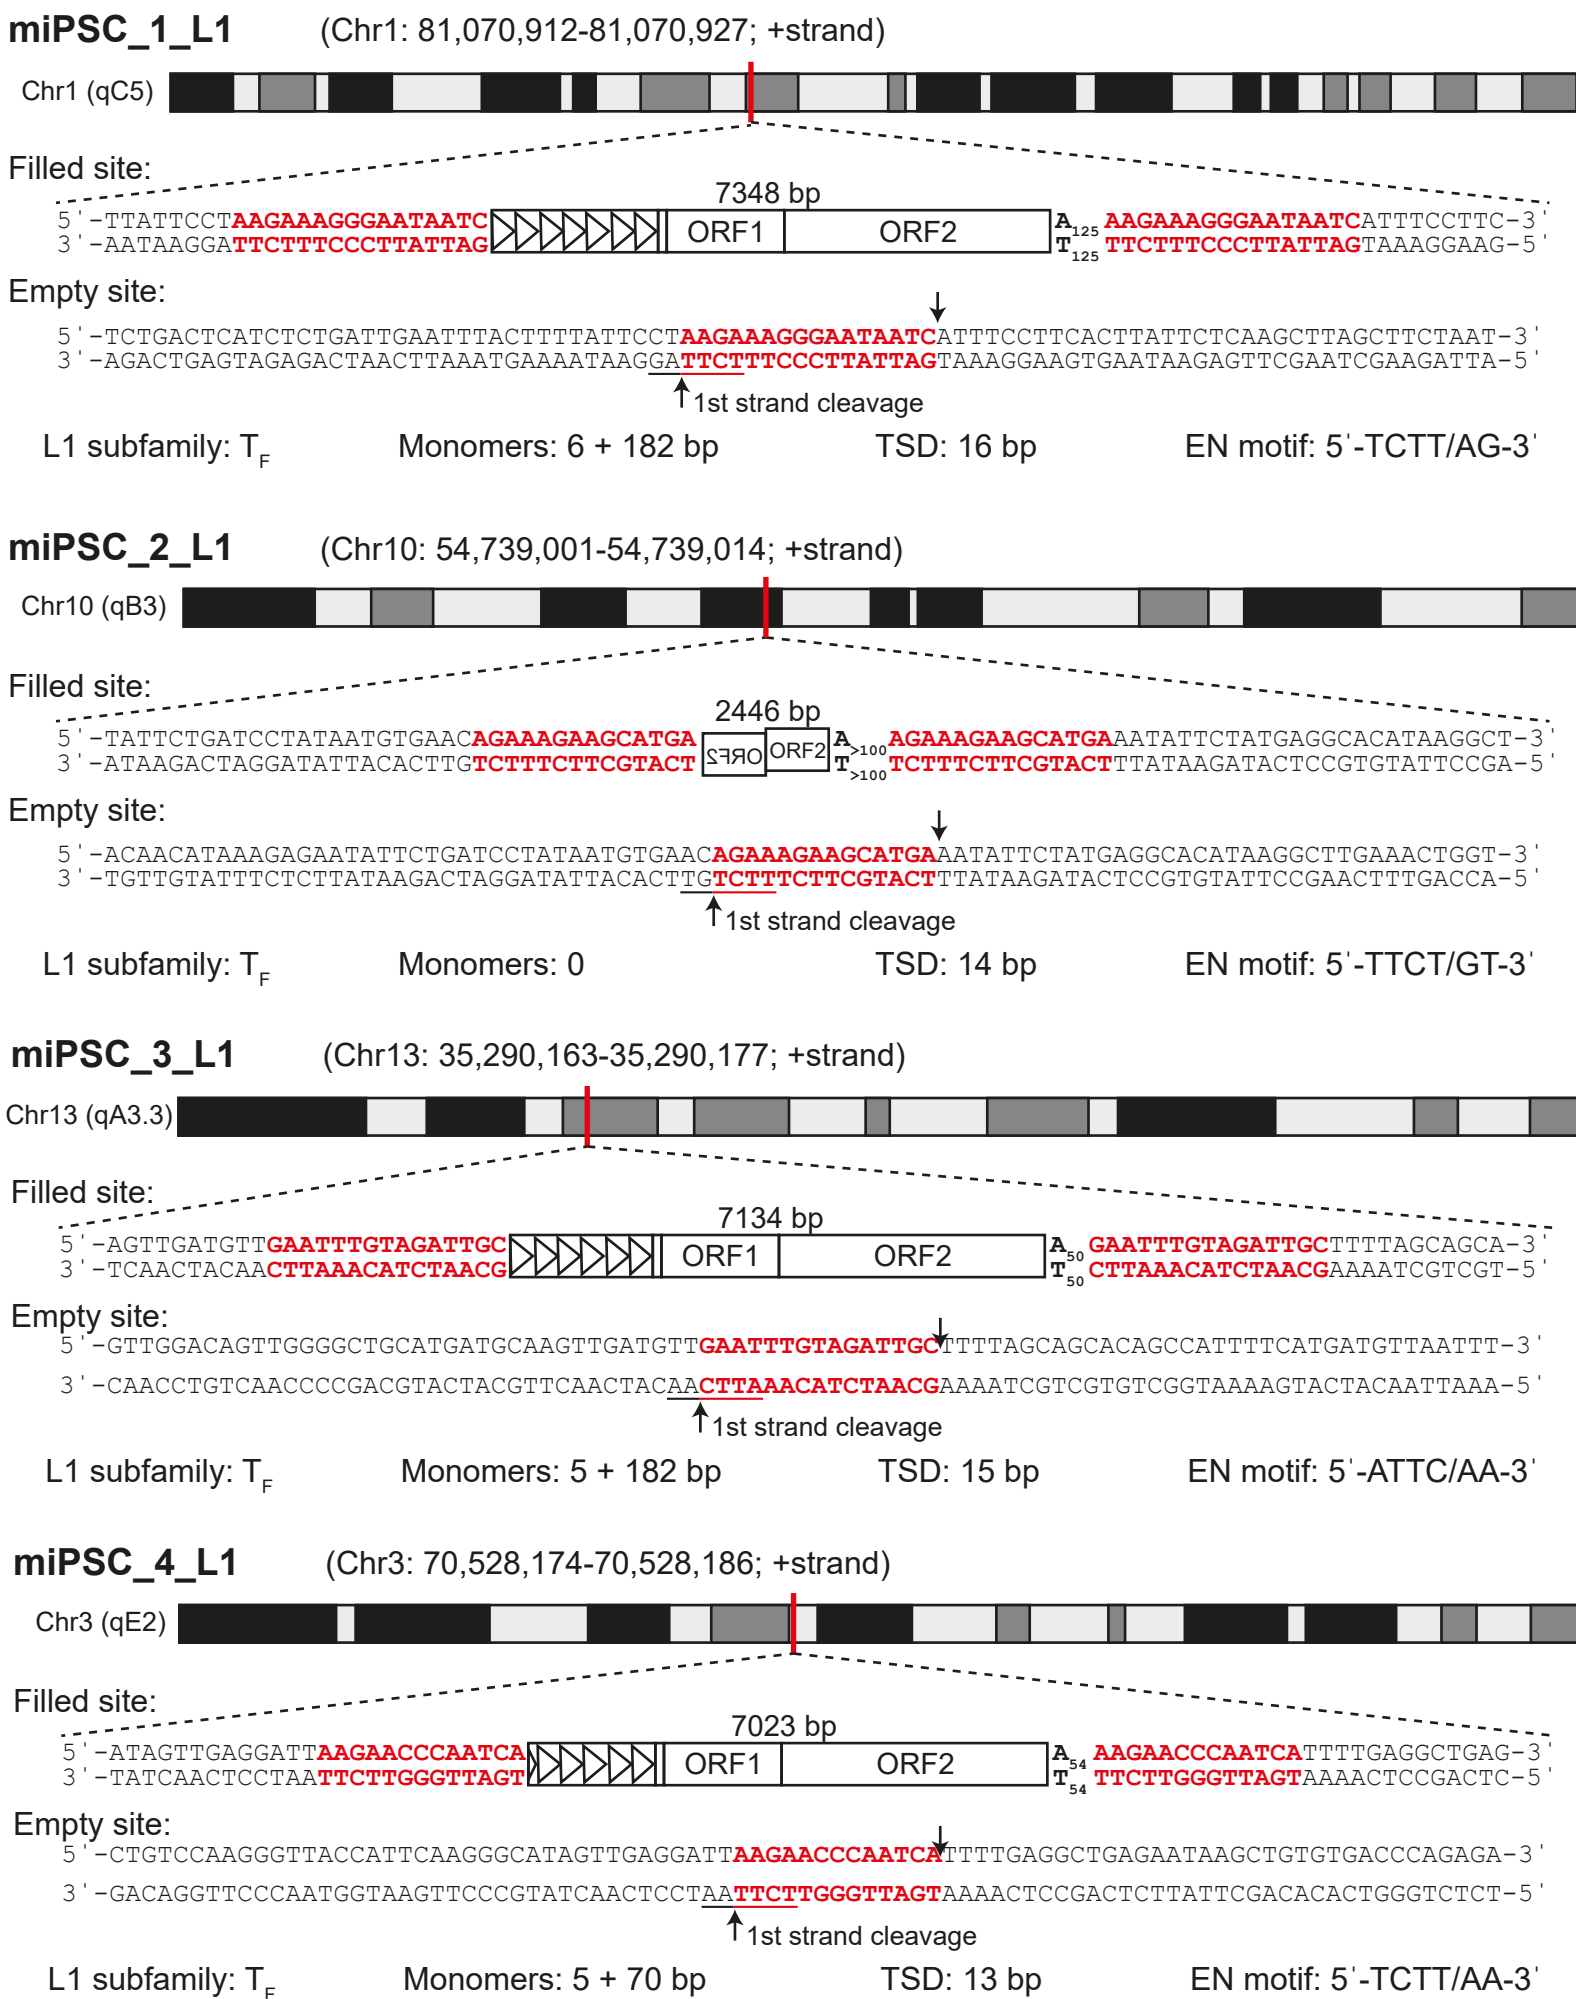 miPSC_1_L1 (Chr1: 81,070,912-81,070,927; +strand)
Chr1 (qC5)
Filled site:
7348 bp
5'-TTATTCCTAAGAAAGGGAATAATC ORF1 ORF2 A125 AAGAAAGGGAATAATCATTTCCTTC-3'
3'-AATAAGGATTCTTTCCCTTATTAG T125 TTCTTTCCCTTATTAGTAAAGGAAG-5'
Empty site:
5'-TCTGACTCATCTCTGATTGAATTTACTTTTATTCCTAAGAAAGGGAATAATCATTTCCTTCACTTATTCTCAAGCTTAGCTTCTAAT-3'
3'-AGACTGAGTAGAGACTAACTTAAATGAAAATAAGGATTCTTTCCCTTATTAGTAAAGGAAGTGAATAAGAGTTCGAATCGAAGATTA-5'
1st strand cleavage
L1 subfamily: TF Monomers: 6 + 182 bp TSD: 16 bp EN motif: 5'-TCTT/AG-3'
miPSC_2_L1 (Chr10: 54,739,001-54,739,014; +strand)
Chr10 (qB3)
Filled site:
2446 bp
5'-TATTCTGATCCTATAATGTGAACAGAAAGAAGCATGA ORF2 ORF2 A>100 AGAAAGAAGCATGAAATATTCTATGAGGCACATAAGGCT-3'
3'-ATAAGACTAGGATATTACACTTGTCTTTCTTCGTACT T>100 TCTTTCTTCGTACTTTATAAGATACTCCGTGTATTCCGA-5'
Empty site:
5'-ACAACATAAAGAGAATATTCTGATCCTATAATGTGAACAGAAAGAAGCATGAAATATTCTATGAGGCACATAAGGCTTGAAACTGGT-3'
3'-TGTTGTATTTCTCTTATAAGACTAGGATATTACACTTGTCTTTCTTCGTACTTTATAAGATACTCCGTGTATTCCGAACTTTGACCA-5'
1st strand cleavage
L1 subfamily: TF Monomers: 0 TSD: 14 bp EN motif: 5'-TTCT/GT-3'
miPSC_3_L1 (Chr13: 35,290,163-35,290,177; +strand)
Chr13 (qA3.3)
Filled site:
7134 bp
5'-AGTTGATGTTGAATTTGTAGATTGC ORF1 ORF2 A50 GAATTTGTAGATTGCTTTTAGCAGCA-3'
3'-TCAACTACAACTTAAACATCTAACG T50 CTTAAACATCTAACGAAAATCGTCGT-5'
Empty site:
5'-GTTGGACAGTTGGGGCTGCATGATGCAAGTTGATGTTGAATTTGTAGATTGCTTTTAGCAGCACAGCCATTTTCATGATGTTAATTT-3'
3'-CAACCTGTCAACCCCGACGTACTACGTTCAACTACAACTTAAACATCTAACGAAAATCGTCGTGTCGGTAAAAGTACTACAATTAAA-5'
1st strand cleavage
L1 subfamily: TF Monomers: 5 + 182 bp TSD: 15 bp EN motif: 5'-ATTC/AA-3'
miPSC_4_L1 (Chr3: 70,528,174-70,528,186; +strand)
Chr3 (qE2)
Filled site:
7023 bp
5'-ATAGTTGAGGATTAAGAACCCAATCA ORF1 ORF2 A54 AAGAACCCAATCATTTTGAGGCTGAG-3'
3'-TATCAACTCCTAATTCTTGGGTTAGT T54 TTCTTGGGTTAGTAAAACTCCGACTC-5'
Empty site:
5'-CTGTCCAAGGGTTACCATTCAAGGGCATAGTTGAGGATTAAGAACCCAATCATTTTGAGGCTGAGAATAAGCTGTGTGACCCAGAGA-3'
3'-GACAGGTTCCCAATGGTAAGTTCCCGTATCAACTCCTAATTCTTGGGTTAGTAAAACTCCGACTCTTATTCGACACACTGGGTCTCT-5'
1st strand cleavage
L1 subfamily: TF Monomers: 5 + 70 bp TSD: 13 bp EN motif: 5'-TCTT/AA-3'